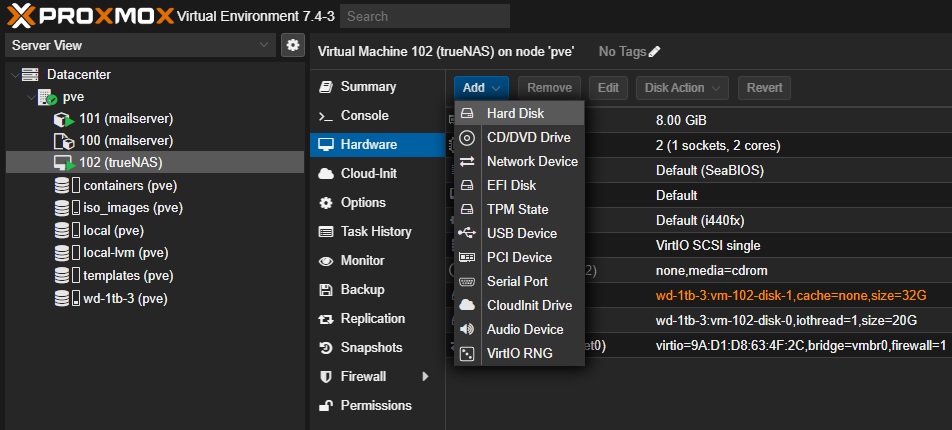 PROXMOX Virtual Environment 7.4-3 Search
Server View
Datacenter
pve
101 (mailserver)
100 (mailserver)
102 (trueNAS)
containers (pve)
iso_images (pve)
local (pve)
local-lvm (pve)
templates (pve)
wd-1tb-3 (pve)
Virtual Machine 102 (trueNAS) on node 'pve' No Tags
Summary
Console
Hardware
Cloud-Init
Options
Task History
Monitor
Backup
Replication
Snapshots
Firewall
Permissions
Add Remove Edit Disk Action Revert
Hard Disk
CD/DVD Drive
Network Device
EFI Disk
TPM State
USB Device
PCI Device
Serial Port
CloudInit Drive
Audio Device
VirtIO RNG
8.00 GiB
2 (1 sockets, 2 cores)
Default (SeaBIOS)
Default
Default (i440fx)
VirtIO SCSI single
2) none,media=cdrom
wd-1tb-3:vm-102-disk-1,cache=none,size=32G
wd-1tb-3:vm-102-disk-0,iothread=1,size=20G
et0) virtio=9A:D1:D8:63:4F:2C,bridge=vmbr0,firewall=1